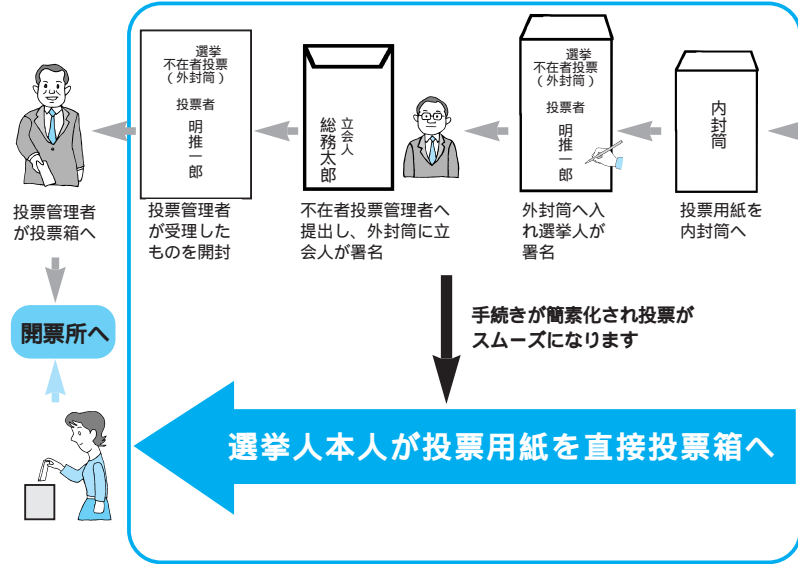 選挙
不在者投票
（外封筒）
投票者
明推一郎
立会人
総務太郎
選挙
不在者投票
（外封筒）
投票者
明推一郎
内封筒
投票管理者
が投票箱へ
投票管理者
が受理した
ものを開封
不在者投票管理者へ
提出し、外封筒に立
会人が署名
外封筒へ入
れ選挙人が
署名
投票用紙を
内封筒へ
手続きが簡素化され投票が
スムーズになります
開票所へ
選挙人本人が投票用紙を直接投票箱へ